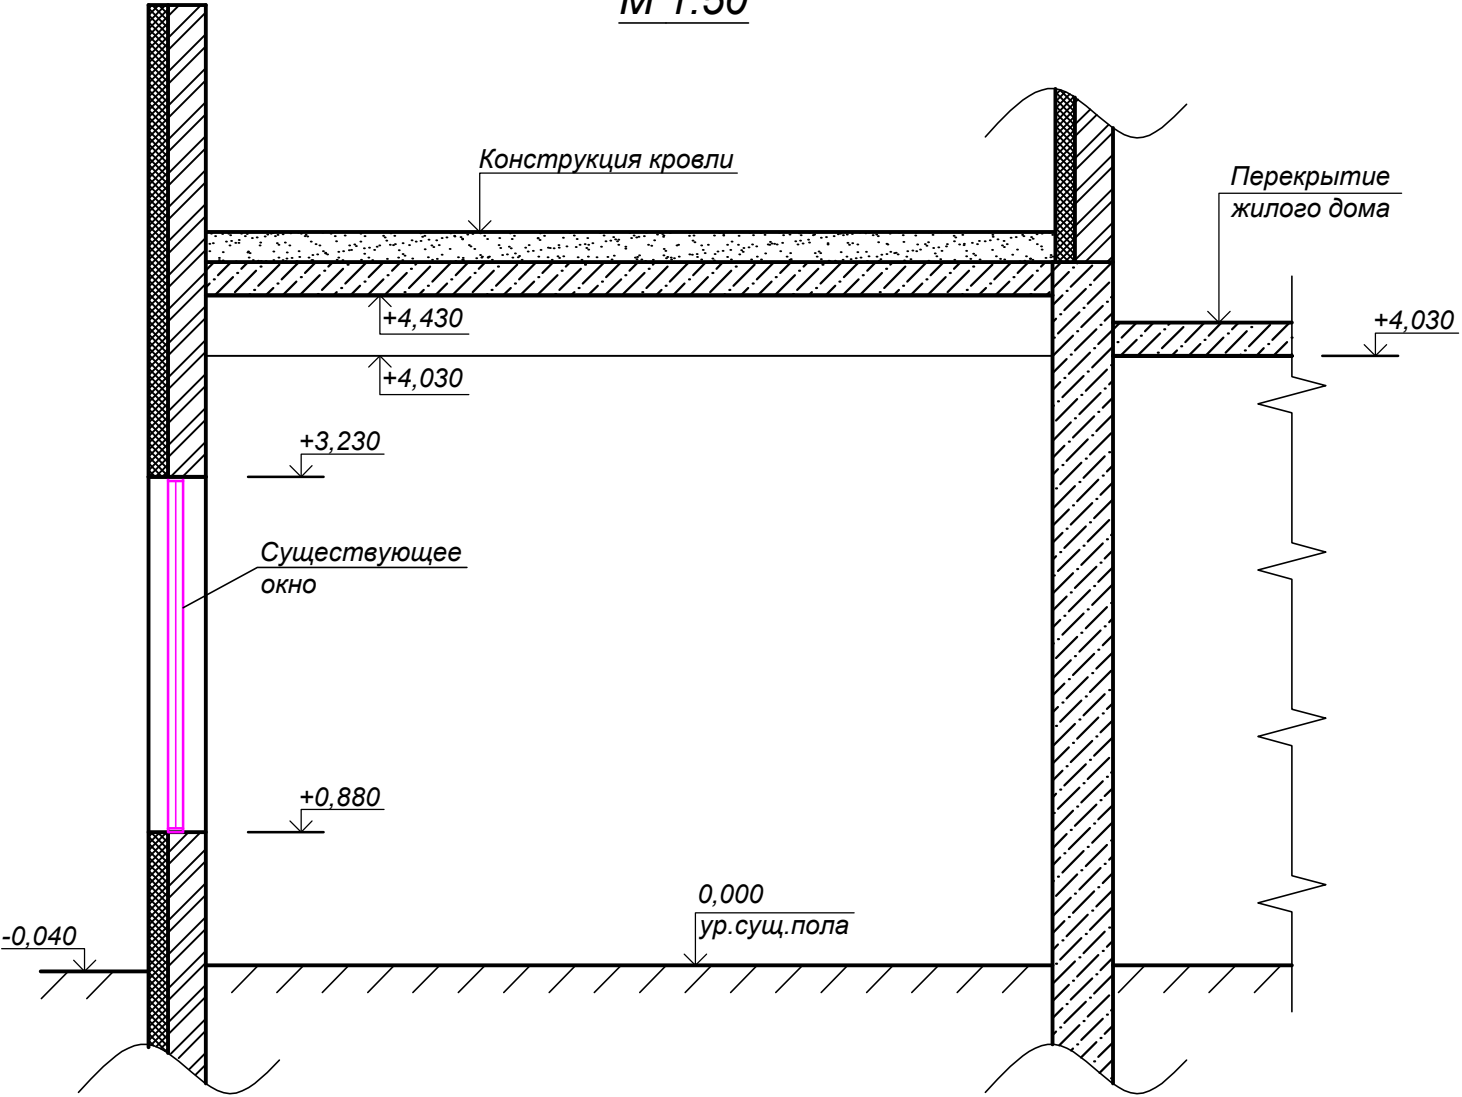 М 1:50
Конструкция кровли
Перекрытие
жилого дома
+4,430
+4,030
+4,030
+3,230
Существующее
окно
+0,880
0,000
ур.сущ.пола
-0,040